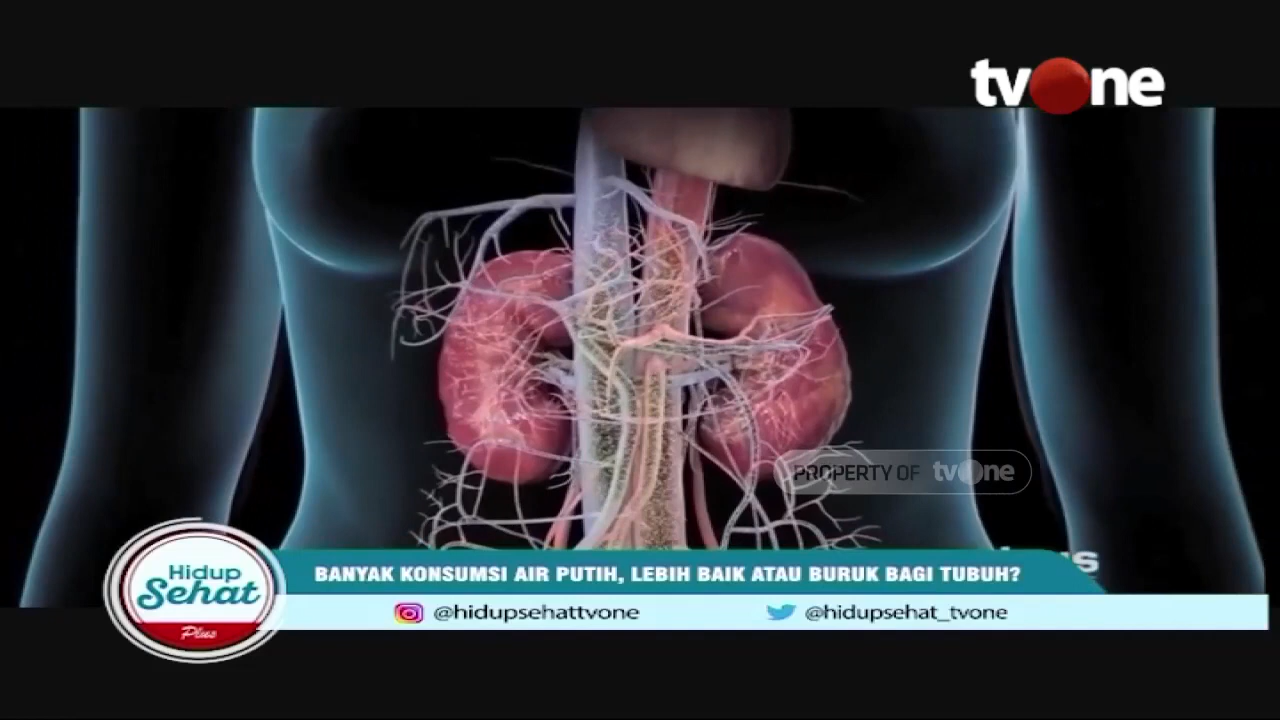 tvOne
PROPERTY OF tvOne
BANYAK KONSUMSI AIR PUTIH, LEBIH BAIK ATAU BURUK BAGI TUBUH?
Hidup
Sehat
Plus
@hidupsehattvone
@hidupsehat_tvone